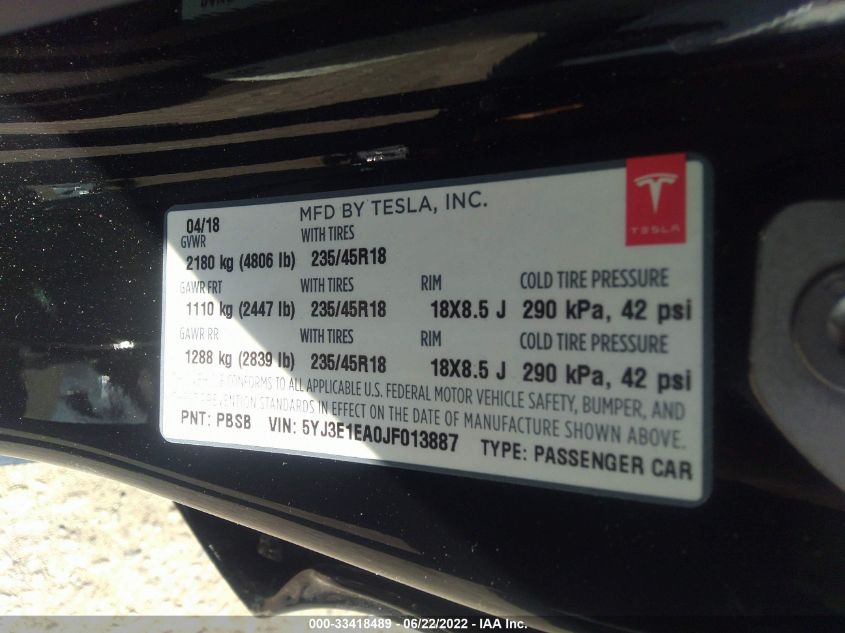 04/18 MFD BY TESLA, INC.
TESLA
GVWR WITH TIRES
2180 kg (4806 lb) 235/45R18
GAWR FRT WITH TIRES RIM COLD TIRE PRESSURE
1110 kg (2447 lb) 235/45R18 18X8.5 J 290 kPa, 42 psi
GAWR RR WITH TIRES RIM COLD TIRE PRESSURE
1288 kg (2839 lb) 235/45R18 18X8.5 J 290 kPa, 42 psi
CONFORMS TO ALL APPLICABLE U.S. FEDERAL MOTOR VEHICLE SAFETY, BUMPER, AND
PREVENTION STANDARDS IN EFFECT ON THE DATE OF MANUFACTURE SHOWN ABOVE.
PNT: PBSB VIN: 5YJ3E1EA0JF013887 TYPE: PASSENGER CAR
000-33418489 - 06/22/2022 - IAA Inc.